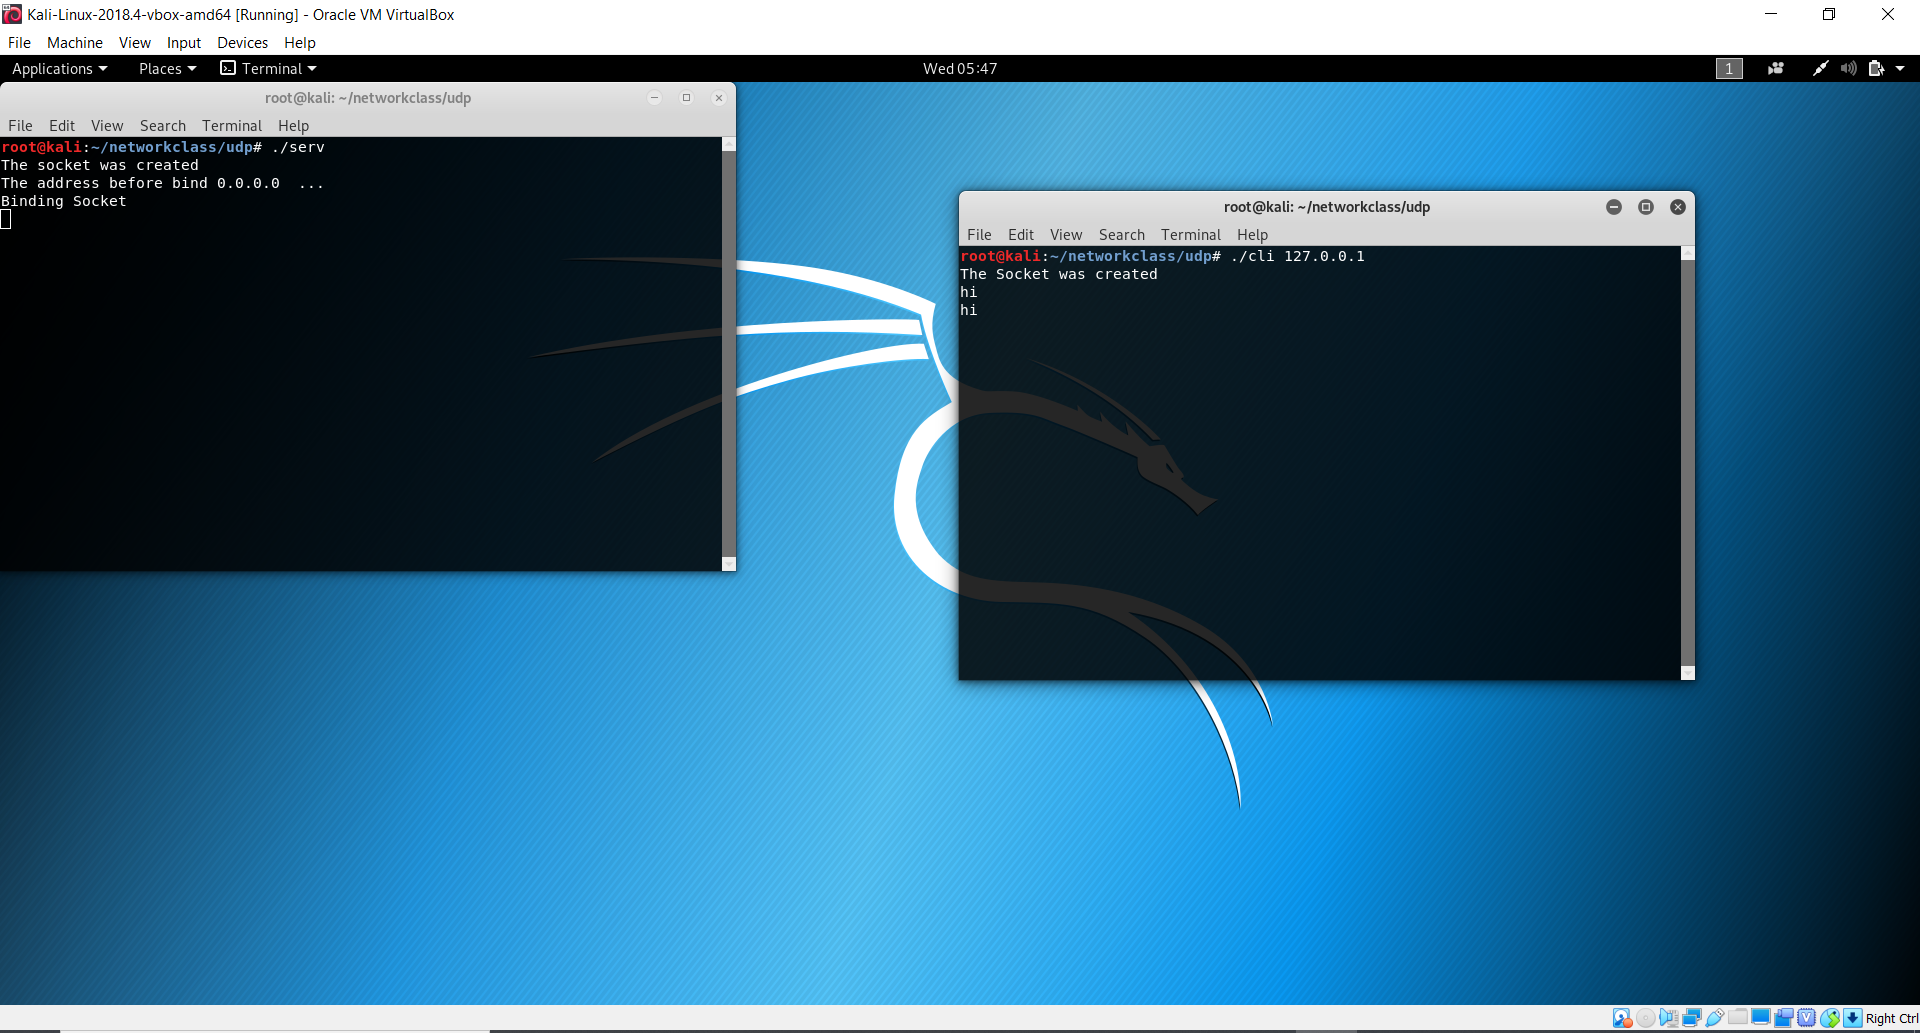 Kali-Linux-2018.4-vbox-amd64 [Running] - Oracle VM VirtualBox
File Machine View Input Devices Help
Applications Places Terminal Wed 05:47 1
root@kali: ~/networkclass/udp
File Edit View Search Terminal Help
root@kali:~/networkclass/udp# ./serv
The socket was created
The address before bind 0.0.0.0  ...
Binding Socket
root@kali: ~/networkclass/udp
File Edit View Search Terminal Help
root@kali:~/networkclass/udp# ./cli 127.0.0.1
The Socket was created
hi
hi
Right Ctrl